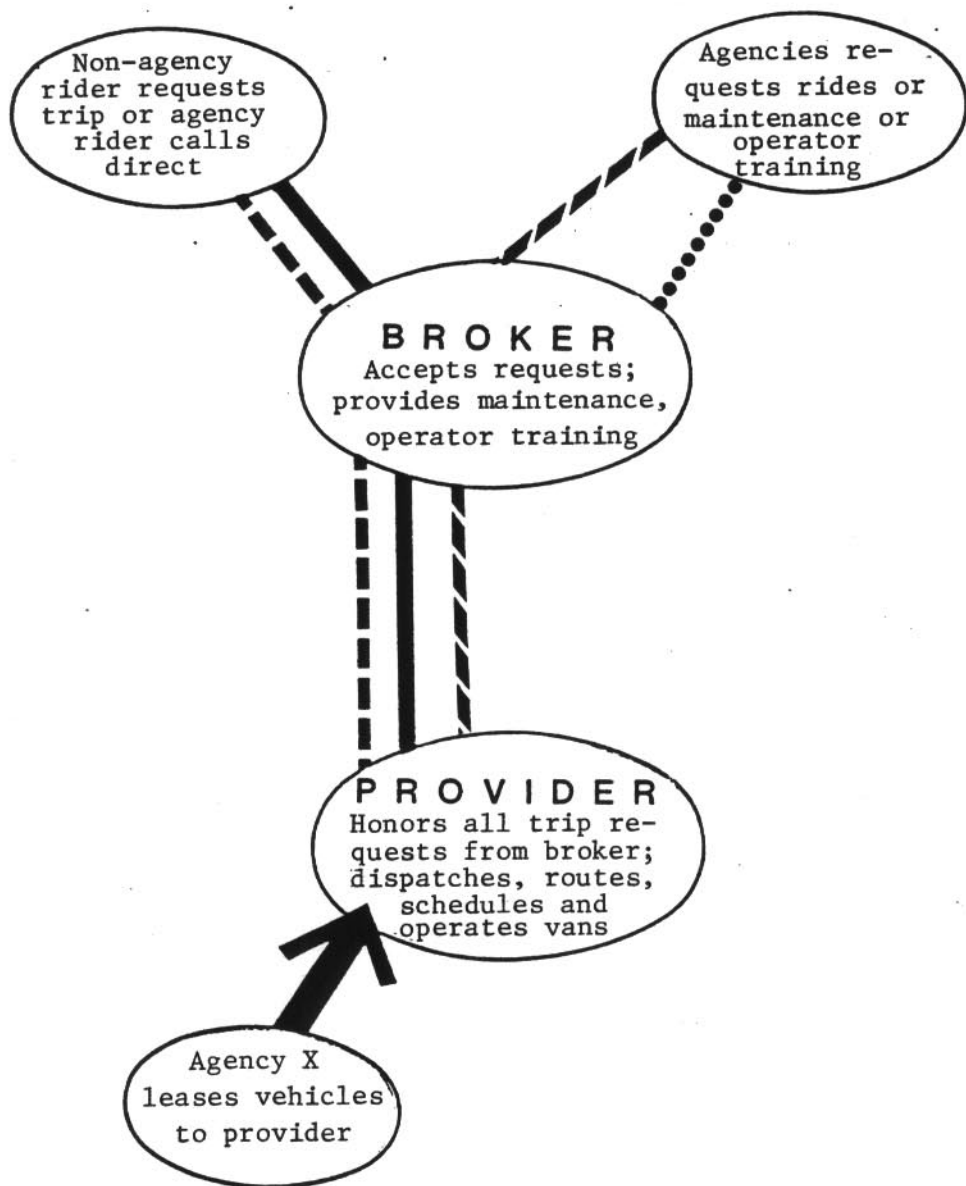 Non-agency
rider requests
trip or agency
rider calls
direct
Agencies re-
quests rides or
maintenance or
operator
training
BROKER
Accepts requests;
provides maintenance,
operator training
PROVIDER
Honors all trip re-
quests from broker;
dispatches, routes,
schedules and
operates vans
Agency X
leases vehicles
to provider